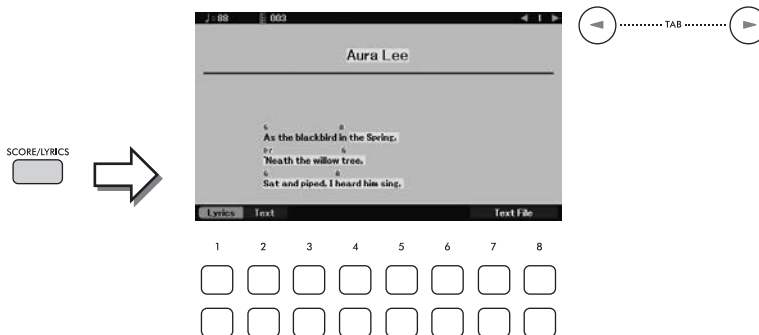 ♩=88 003 ◀ 1 ▶
◀ TAB ▶
Aura Lee
G A
As the blackbird in the Spring,
D7 G
'Neath the willow tree,
G A
Sat and piped, I heard him sing,
SCORE/LYRICS
Lyrics Text Text File
1 2 3 4 5 6 7 8